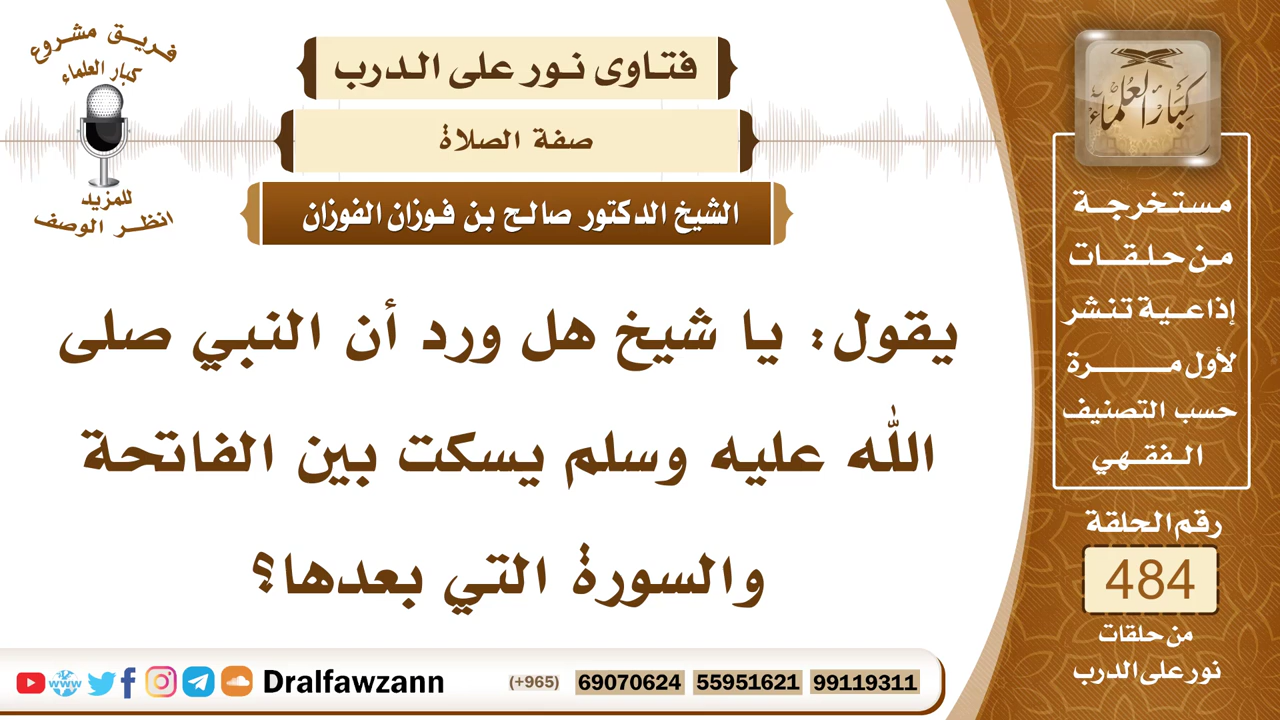 فريق مشروع
كبار العلماء
للمزيد
انظر الوصف
فتاوى نور على الدرب
صفة الصلاة
الشيخ الدكتور صالح بن فوزان الفوزان
يقول: يا شيخ هل ورد أن النبي صلى
الله عليه وسلم يسكت بين الفاتحة
والسورة التي بعدها؟
كبار العلماء
مستخرجة
من حلقات
إذاعية تنشر
لأول مرة
حسب التصنيف
الفقهي
رقم الحلقة
484
من حلقات
نور على الدرب
www Dralfawzann (+965) 69070624 55951621 99119311